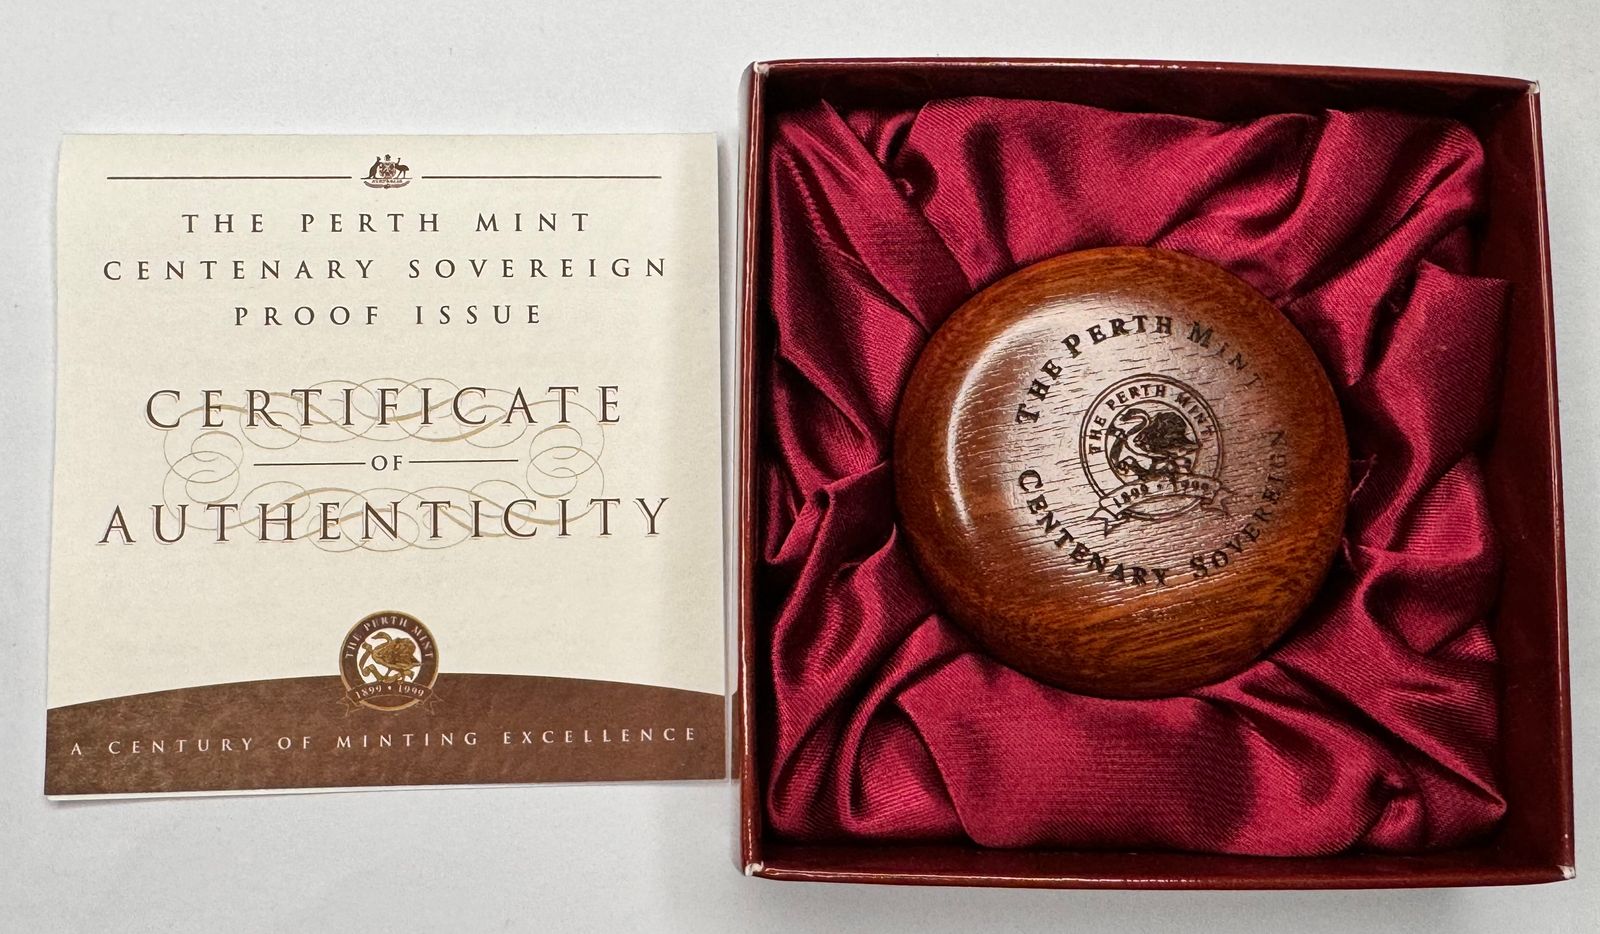 THE PERTH MINT
CENTENARY SOVEREIGN
PROOF ISSUE
CERTIFICATE
OF
AUTHENTICITY
THE PERTH MINT
1899 • 1999
A CENTURY OF MINTING EXCELLENCE
THE PERTH MINT
THE PERTH MINT
1899 • 1999
CENTENARY SOVEREIGN